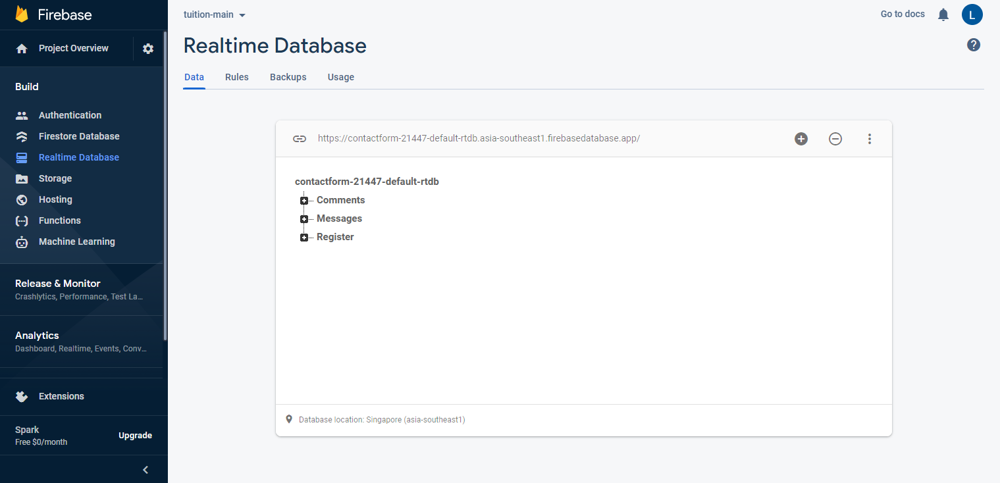 Firebase
Project Overview
Build
Authentication
Firestore Database
Realtime Database
Storage
Hosting
Functions
Machine Learning
Release & Monitor
Crashlytics, Performance, Test La...
Analytics
Dashboard, Realtime, Events, Conv...
Extensions
Spark
Free $0/month
Upgrade
tuition-main
Go to docs
L
Realtime Database
?
Data Rules Backups Usage
https://contactform-21447-default-rtdb.asia-southeast1.firebasedatabase.app/
contactform-21447-default-rtdb
Comments
Messages
Register
Database location: Singapore (asia-southeast1)